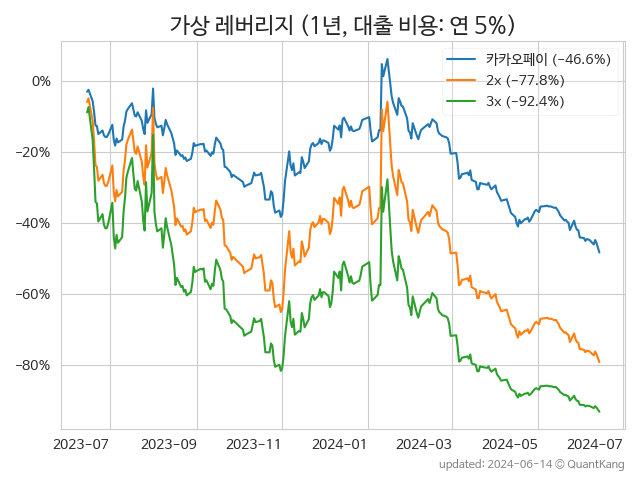 가상 레버리지 (1년, 대출 비용: 연 5%)
카카오페이 (−46.6%)
2x (−77.8%)
3x (−92.4%)
0%
−20%
−40%
−60%
−80%
2023−07 2023−09 2023−11 2024−01 2024−03 2024−05 2024−07
updated: 2024-06-14 © QuantKang